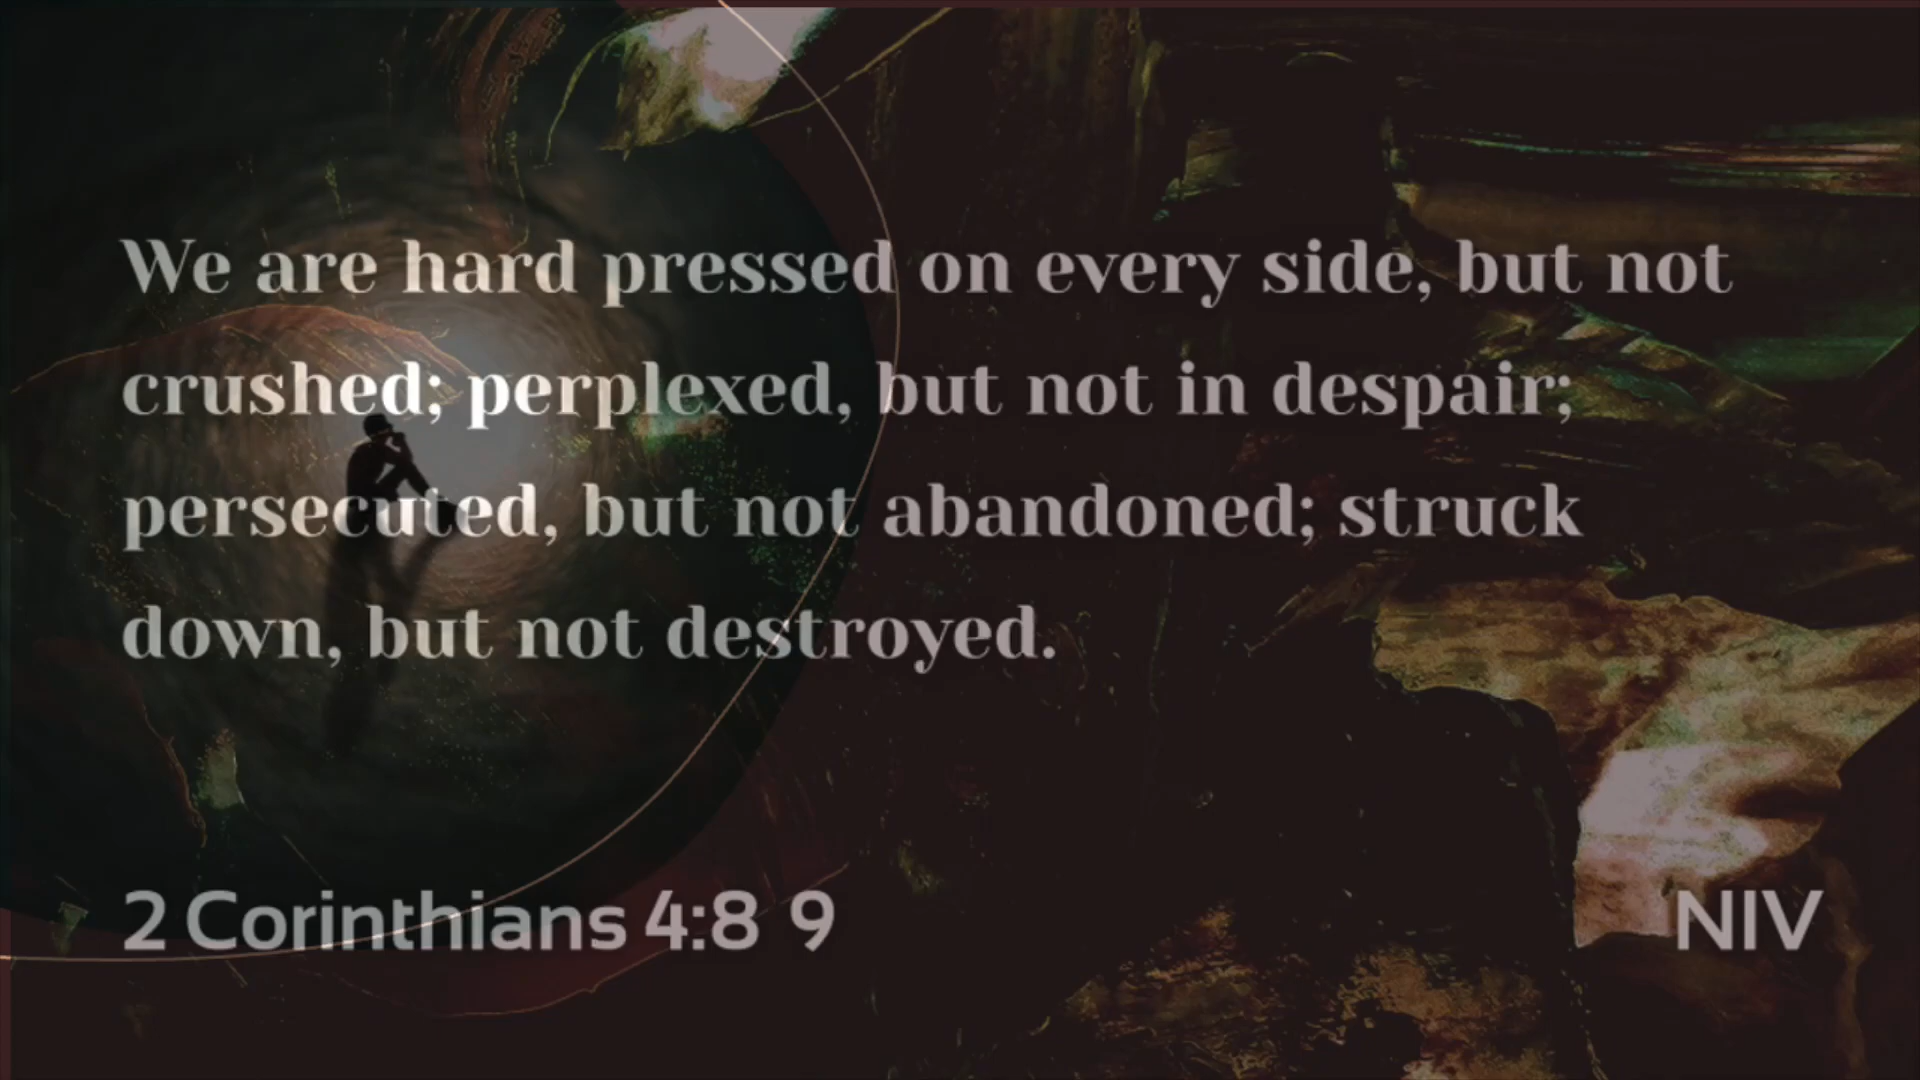 We are hard pressed on every side, but not
crushed; perplexed, but not in despair;
persecuted, but not abandoned; struck
down, but not destroyed.
2 Corinthians 4:8 9
NIV